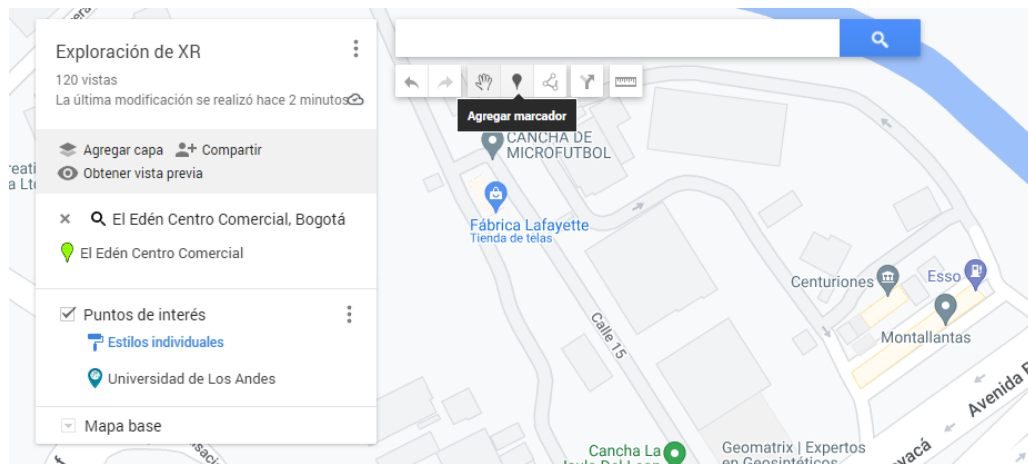 Exploración de XR
120 vistas
La última modificación se realizó hace 2 minutos
Agregar capa
Compartir
Obtener vista previa
El Edén Centro Comercial, Bogotá
El Edén Centro Comercial
Puntos de interés
Estilos individuales
Universidad de Los Andes
Mapa base
Agregar marcador
CANCHA DE
MICROFUTBOL
Fábrica Lafayette
Tienda de telas
Calle 15
Centuriones
Esso
Montallantas
Avenida
Cancha La
Geomatrix | Expertos
en Geosintéticos